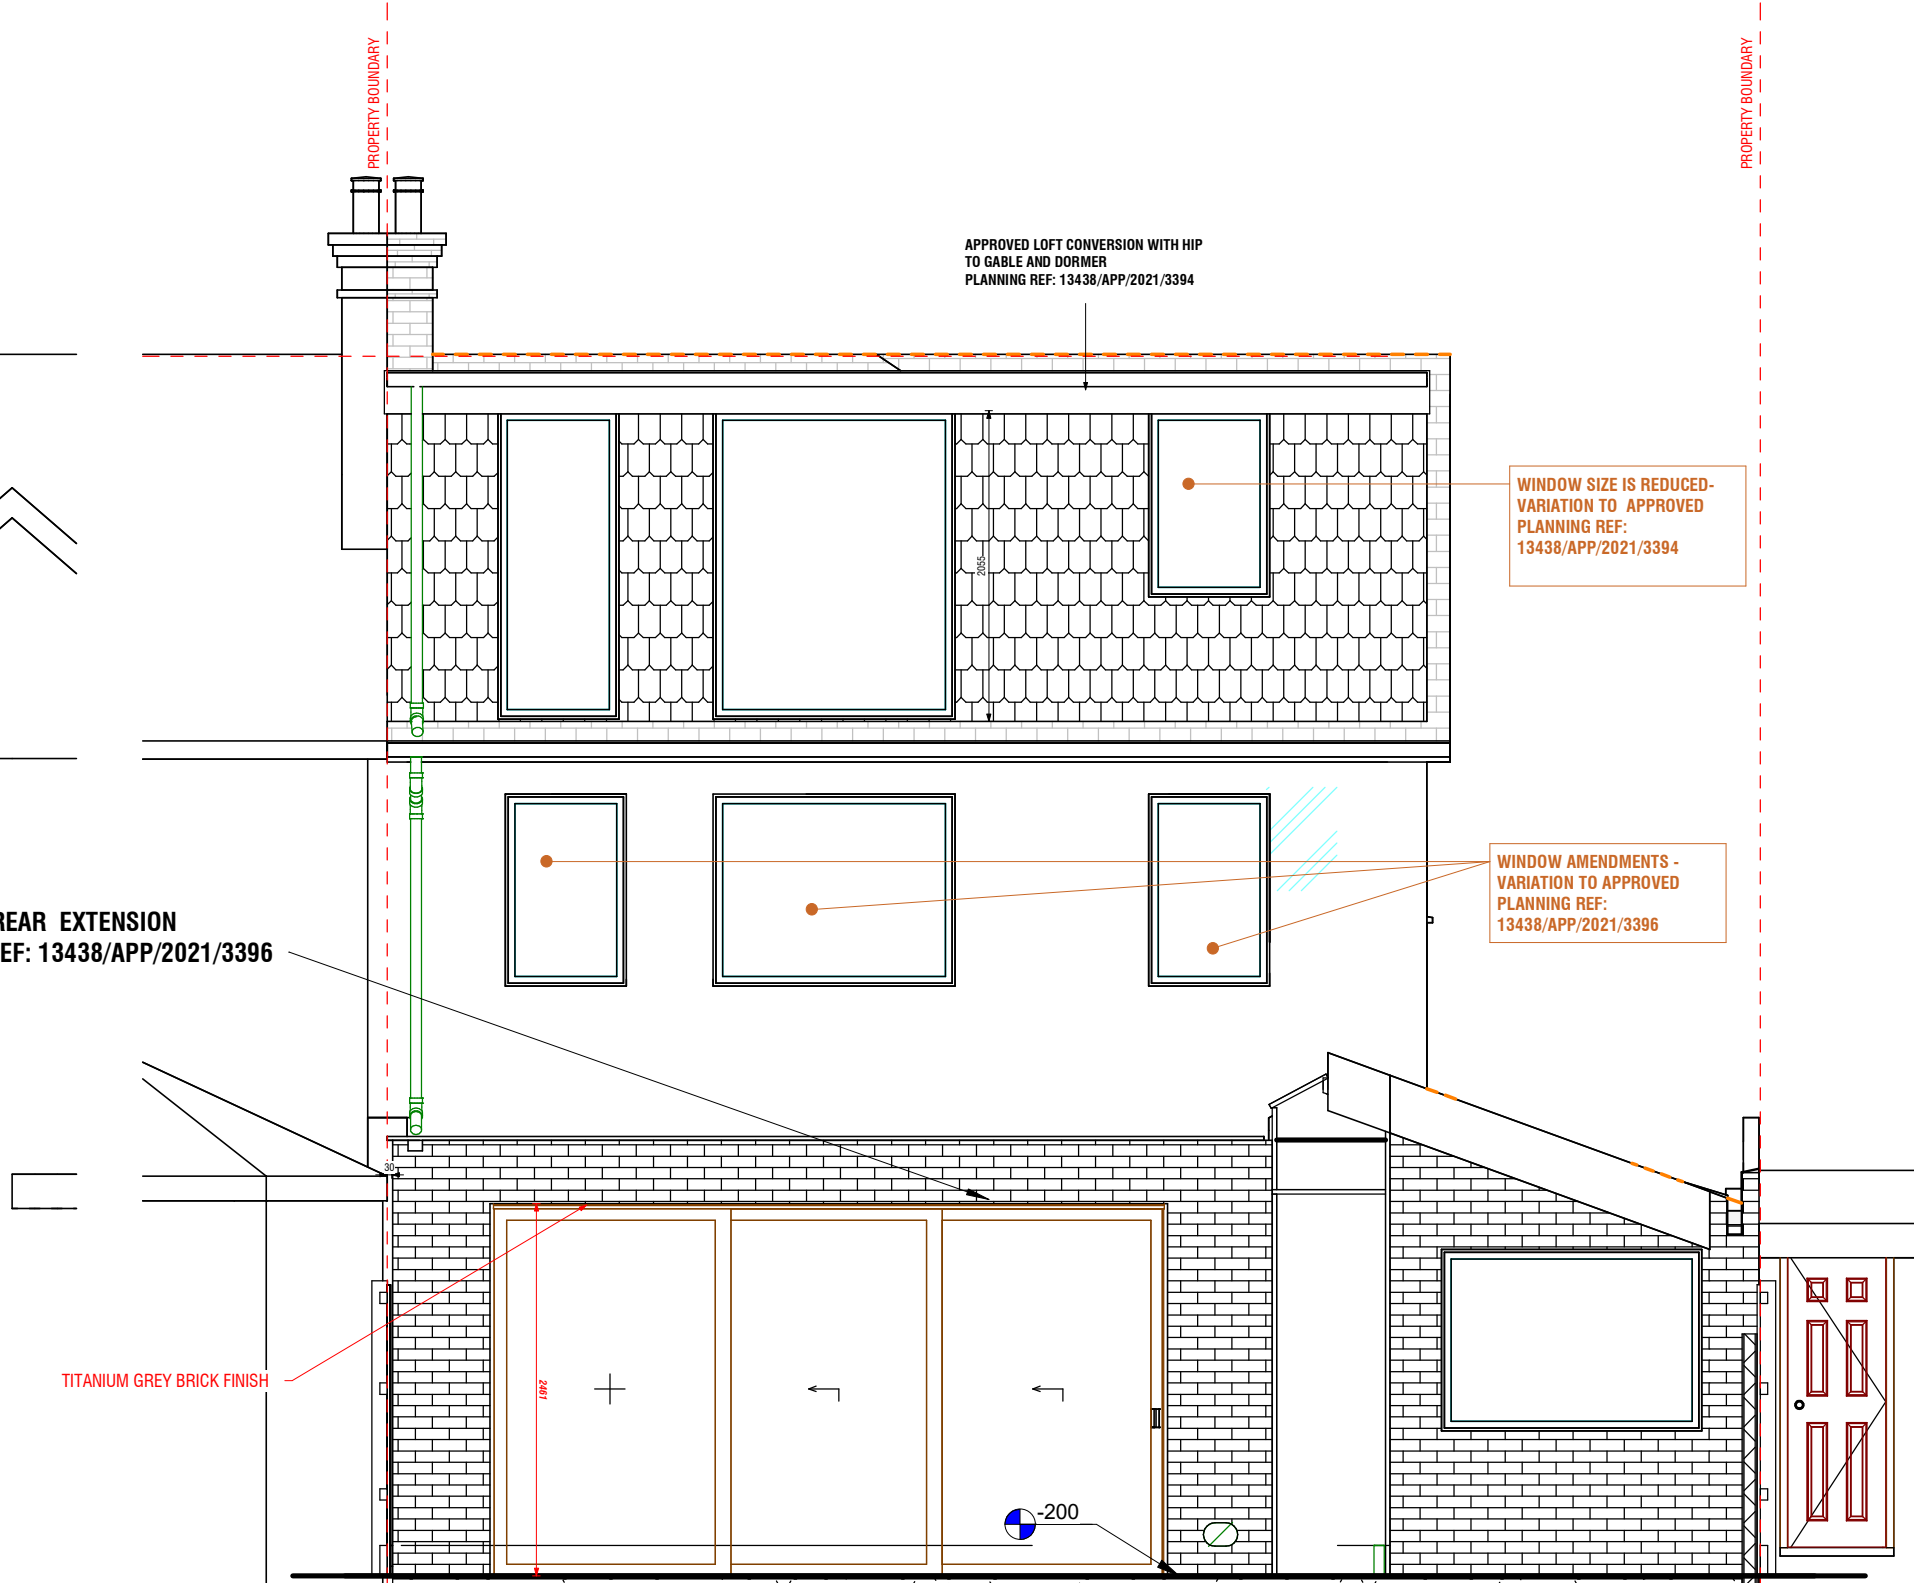 PROPERTY BOUNDARY
PROPERTY BOUNDARY
APPROVED LOFT CONVERSION WITH HIP
TO GABLE AND DORMER
PLANNING REF: 13438/APP/2021/3394
WINDOW SIZE IS REDUCED-
VARIATION TO APPROVED
PLANNING REF:
13438/APP/2021/3394
2055
WINDOW AMENDMENTS -
VARIATION TO APPROVED
PLANNING REF:
13438/APP/2021/3396
REAR EXTENSION
EF: 13438/APP/2021/3396
30
TITANIUM GREY BRICK FINISH
2461
-200